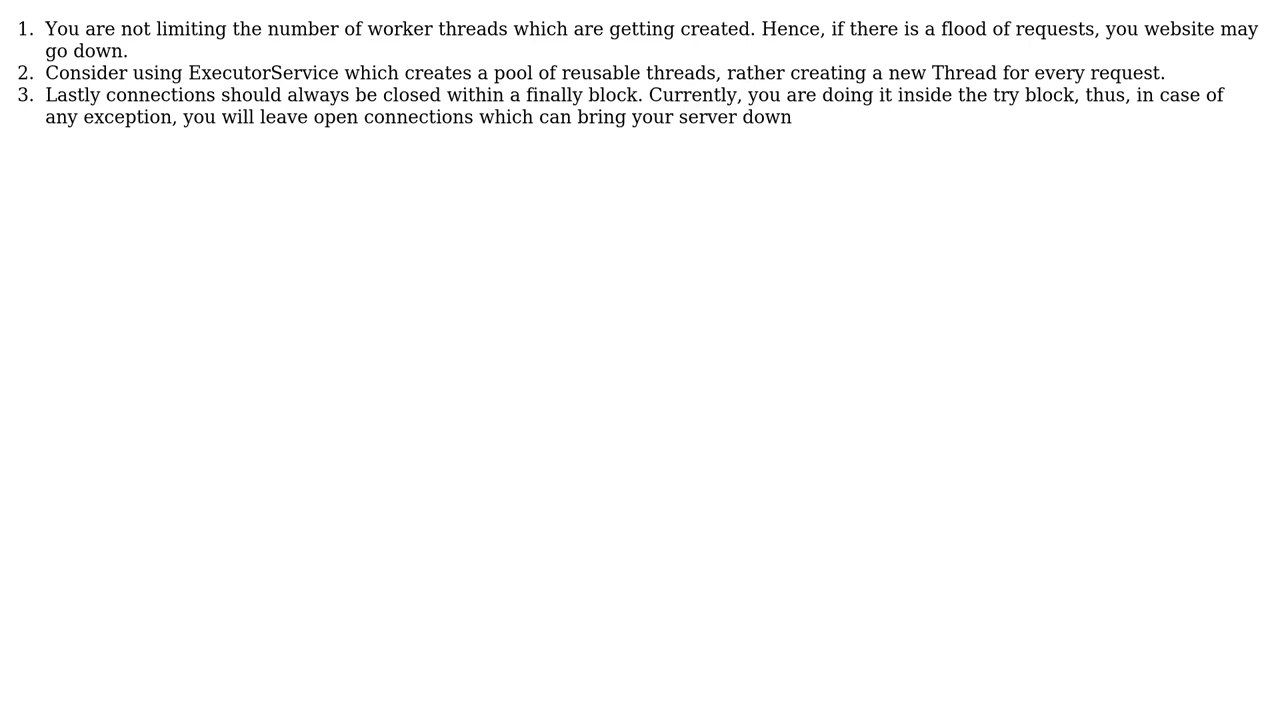 1. You are not limiting the number of worker threads which are getting created. Hence, if there is a flood of requests, you website may
go down.
2. Consider using ExecutorService which creates a pool of reusable threads, rather creating a new Thread for every request.
3. Lastly connections should always be closed within a finally block. Currently, you are doing it inside the try block, thus, in case of
any exception, you will leave open connections which can bring your server down